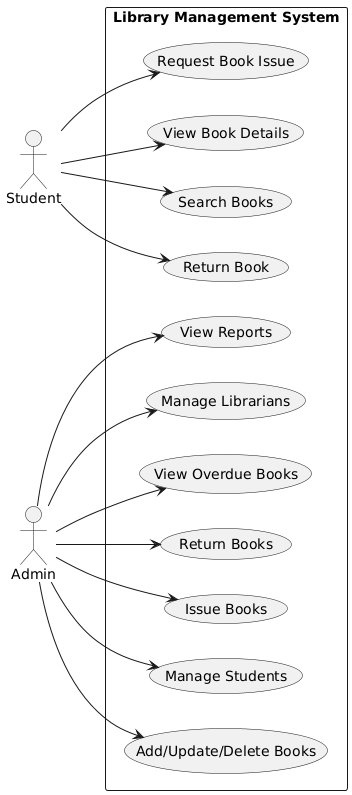 Library Management System
Request Book Issue
View Book Details
Search Books
Student
Return Book
View Reports
Manage Librarians
View Overdue Books
Return Books
Admin
Issue Books
Manage Students
Add/Update/Delete Books